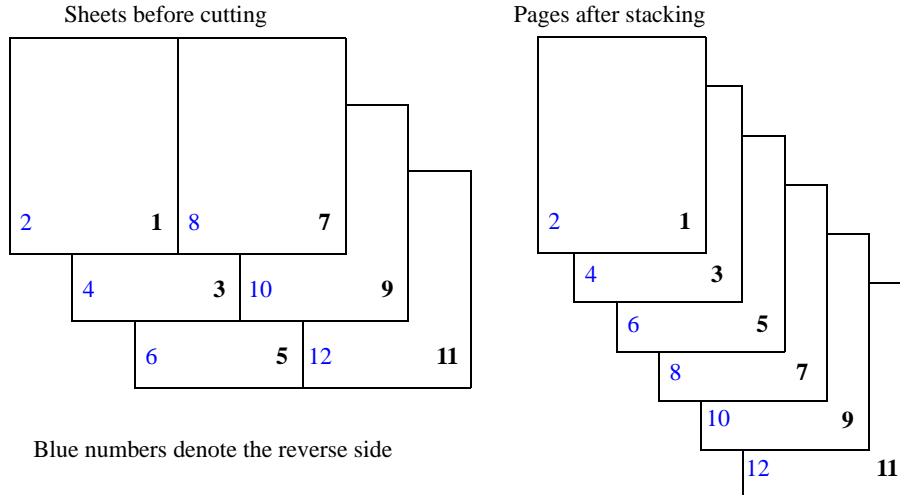 Sheets before cutting
2 1 8 7
4 3 10 9
6 5 12 11
Blue numbers denote the reverse side
Pages after stacking
2 1
4 3
6 5
8 7
10 9
12 11